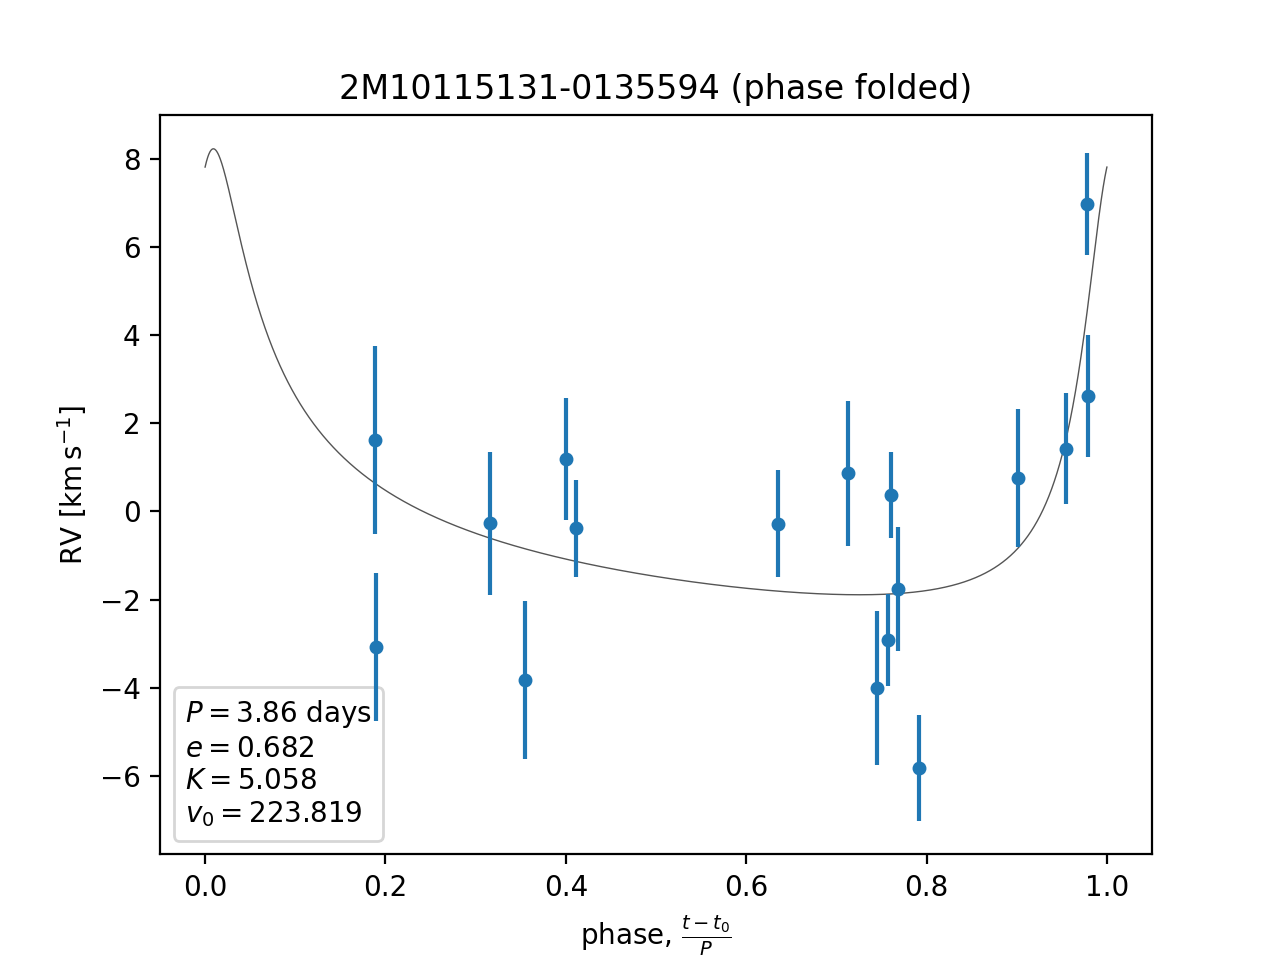 2M10115131-0135594 (phase folded)
RV [km s⁻¹]
8
6
4
2
0
−2
−4
−6
P = 3.86 days
e = 0.682
K = 5.058
v₀ = 223.819
0.0 0.2 0.4 0.6 0.8 1.0
phase, (t − t₀)/P